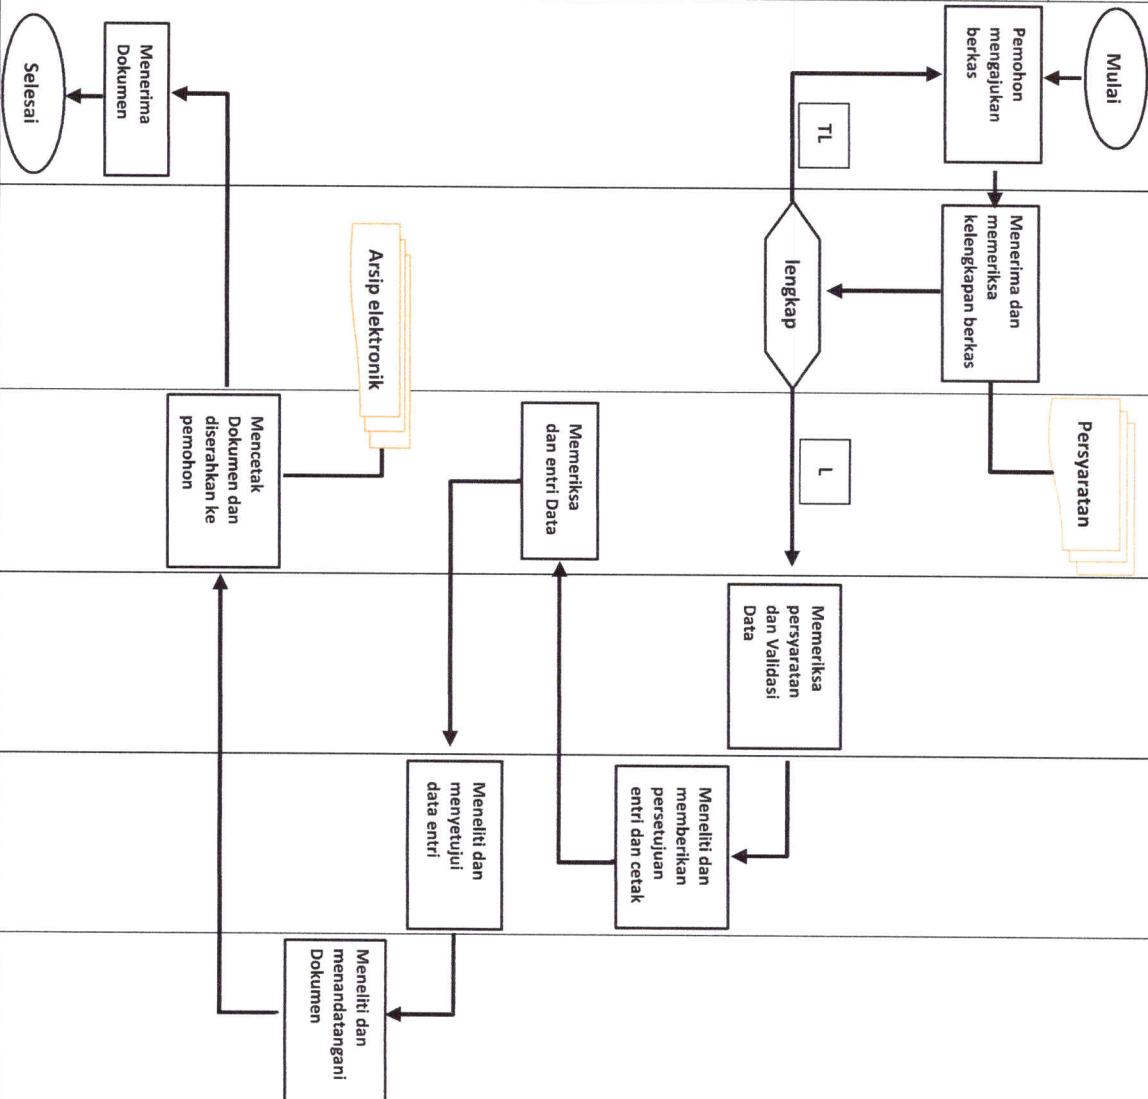 Mulai
Pemohon
mengajukan
berkas
Menerima dan
memeriksa
kelengkapan berkas
Persyaratan
TL
lengkap
L
Memeriksa
persyaratan
dan Validasi
Data
Meneliti dan
memberikan
persetujuan
entri dan cetak
Memeriksa
dan entri Data
Meneliti dan
menyetujui
data entri
Meneliti dan
menandatangani
Dokumen
Arsip elektronik
Mencetak
Dokumen dan
diserahkan ke
pemohon
Menerima
Dokumen
Selesai